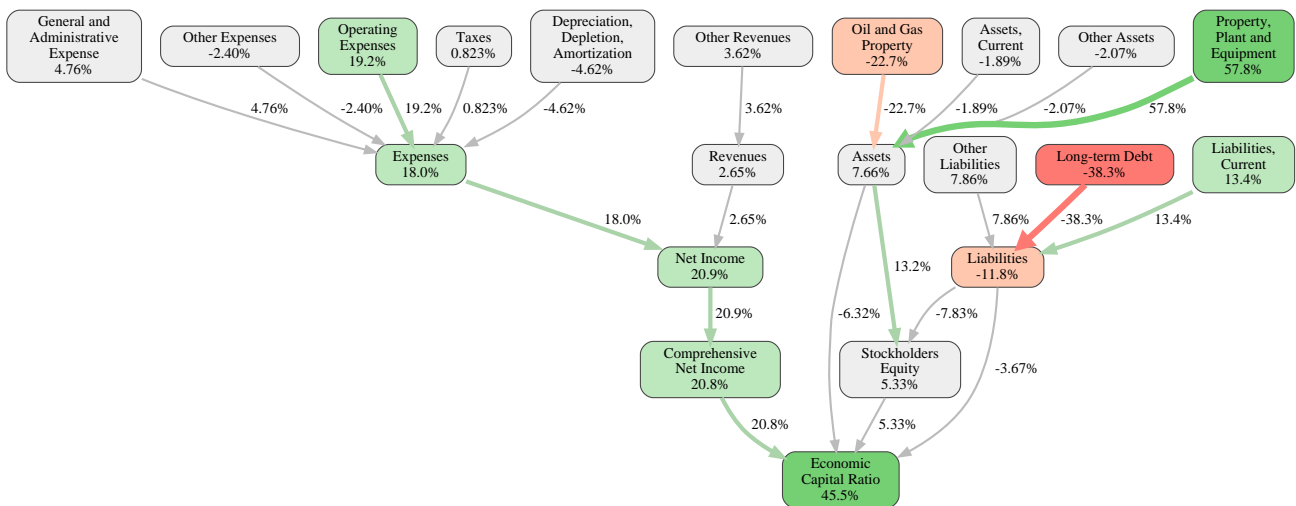 General and
Administrative
Expense
4.76%
Other Expenses
-2.40%
Operating
Expenses
19.2%
Taxes
0.823%
Depreciation,
Depletion,
Amortization
-4.62%
Other Revenues
3.62%
Oil and Gas
Property
-22.7%
Assets,
Current
-1.89%
Other Assets
-2.07%
Property,
Plant and
Equipment
57.8%
4.76%
-2.40%
19.2%
0.823%
-4.62%
3.62%
-22.7%
-1.89%
-2.07%
57.8%
Expenses
18.0%
Revenues
2.65%
Assets
7.66%
Other
Liabilities
7.86%
Long-term Debt
-38.3%
Liabilities,
Current
13.4%
18.0%
2.65%
7.86%
-38.3%
13.4%
Net Income
20.9%
13.2%
Liabilities
-11.8%
20.9%
-6.32%
-7.83%
Comprehensive
Net Income
20.8%
Stockholders
Equity
5.33%
-3.67%
20.8%
5.33%
Economic
Capital Ratio
45.5%